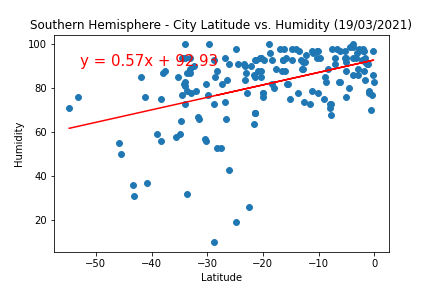 Southern Hemisphere - City Latitude vs. Humidity (19/03/2021)
y = 0.57x + 92.93
100
80
60
40
20
Humidity
−50
−40
−30
−20
−10
0
Latitude